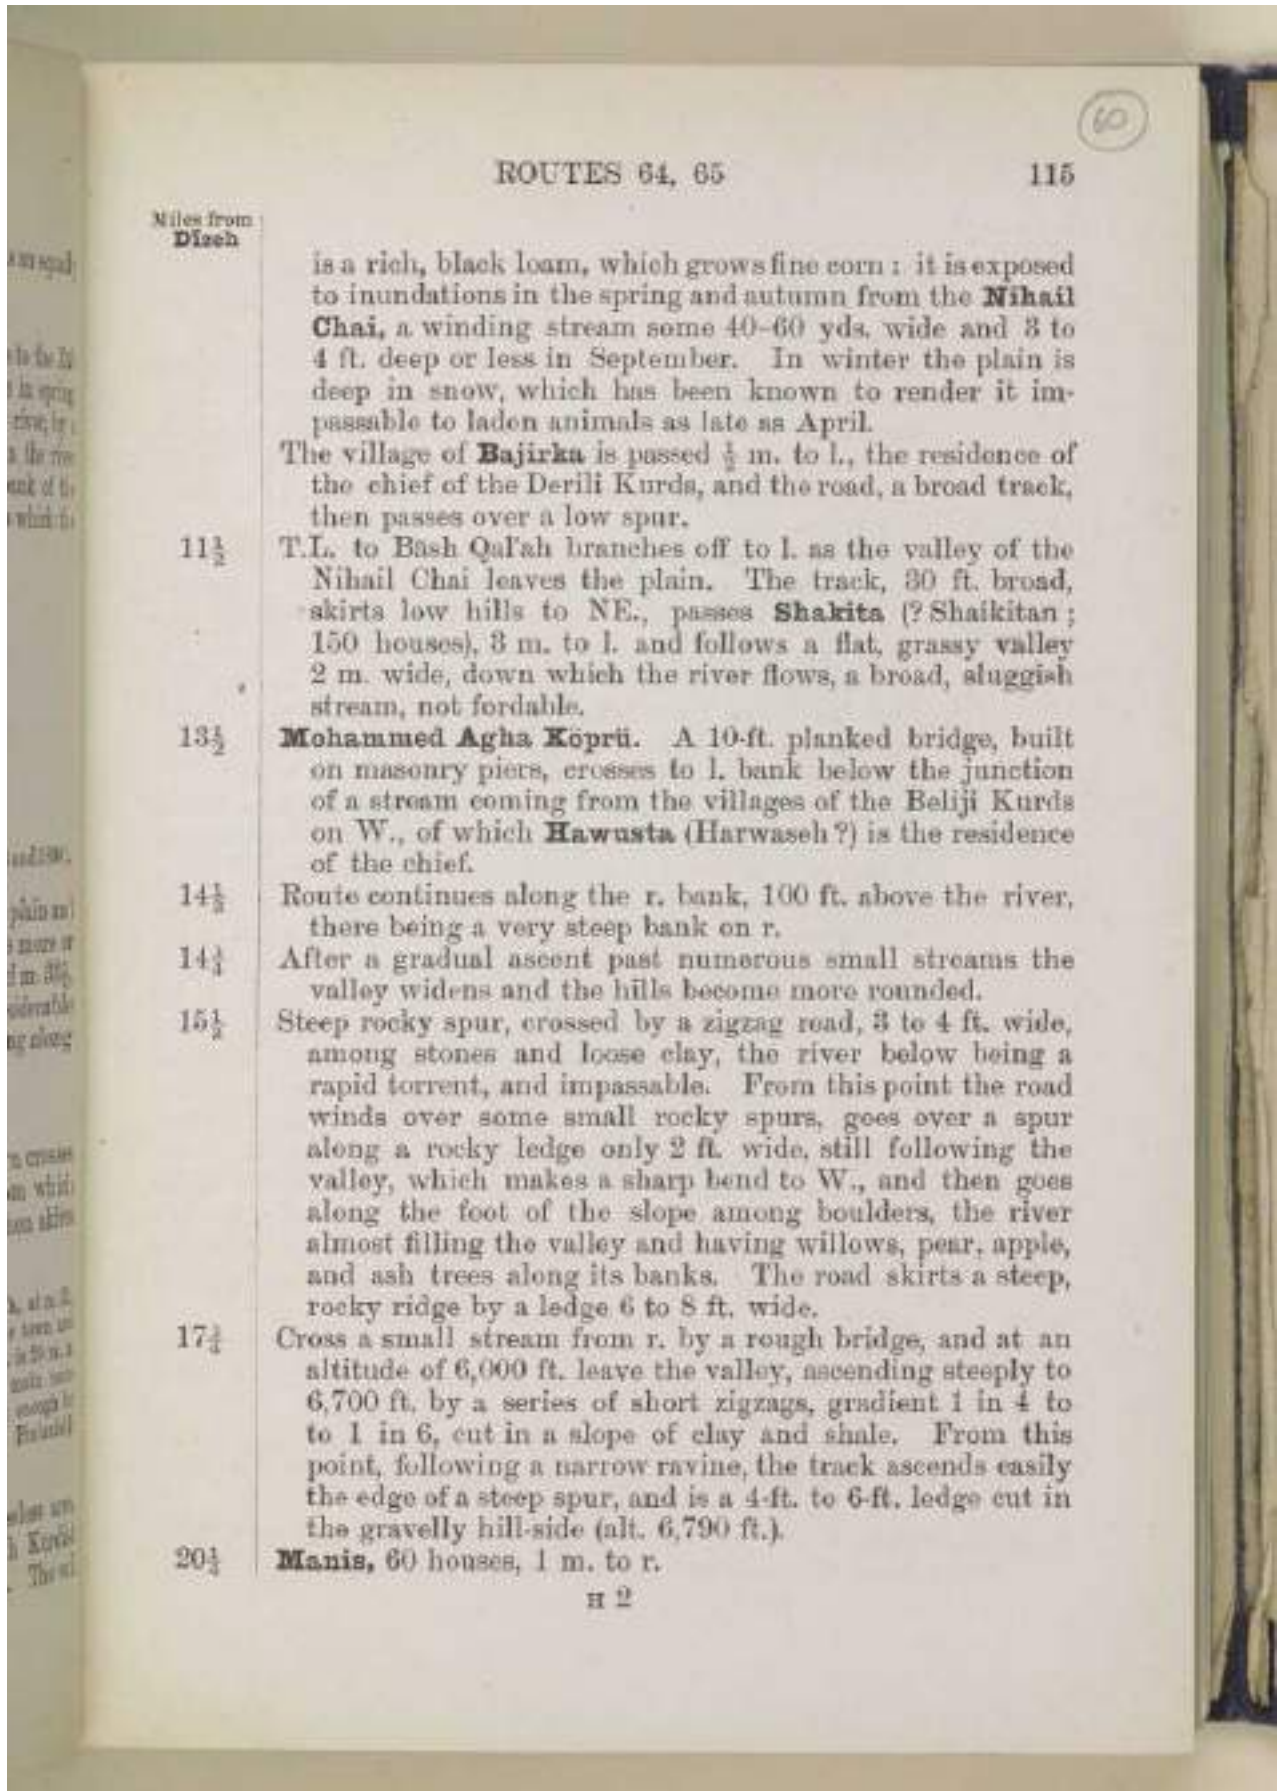 60
ROUTES 64, 65 115
Miles from
Dīzeh
is a rich, black loam, which grows fine corn : it is exposed
to inundations in the spring and autumn from the Nihail
Chai, a winding stream some 40–60 yds. wide and 3 to
4 ft. deep or less in September. In winter the plain is
deep in snow, which has been known to render it im-
passable to laden animals as late as April.
The village of Bajirka is passed ½ m. to l., the residence of
the chief of the Derili Kurds, and the road, a broad track,
then passes over a low spur.
11½ T.L. to Bāsh Qal'ah branches off to l. as the valley of the
Nihail Chai leaves the plain. The track, 30 ft. broad,
skirts low hills to NE., passes Shakita (? Shaikitan ;
150 houses), 3 m. to l. and follows a flat, grassy valley
2 m. wide, down which the river flows, a broad, sluggish
stream, not fordable.
13½ Mohammed Agha Köprü. A 10-ft. planked bridge, built
on masonry piers, crosses to l. bank below the junction
of a stream coming from the villages of the Beliji Kurds
on W., of which Hawusta (Harwaseh ?) is the residence
of the chief.
14½ Route continues along the r. bank, 100 ft. above the river,
there being a very steep bank on r.
After a gradual ascent past numerous small streams the
valley widens and the hills become more rounded.
15½ Steep rocky spur, crossed by a zigzag road, 3 to 4 ft. wide,
among stones and loose clay, the river below being a
rapid torrent, and impassable. From this point the road
winds over some small rocky spurs, goes over a spur
along a rocky ledge only 2 ft. wide, still following the
valley, which makes a sharp bend to W., and then goes
along the foot of the slope among boulders, the river
almost filling the valley and having willows, pear, apple,
and ash trees along its banks. The road skirts a steep,
rocky ridge by a ledge 6 to 8 ft. wide.
Cross a small stream from r. by a rough bridge, and at an
altitude of 6,000 ft. leave the valley, ascending steeply to
6,700 ft. by a series of short zigzags, gradient 1 in 4 to
to 1 in 6, cut in a slope of clay and shale. From this
point, following a narrow ravine, the track ascends easily
the edge of a steep spur, and is a 4-ft. to 6-ft. ledge cut in
the gravelly hill-side (alt. 6,790 ft.).
20¼ Manis, 60 houses, 1 m. to r.
H 2